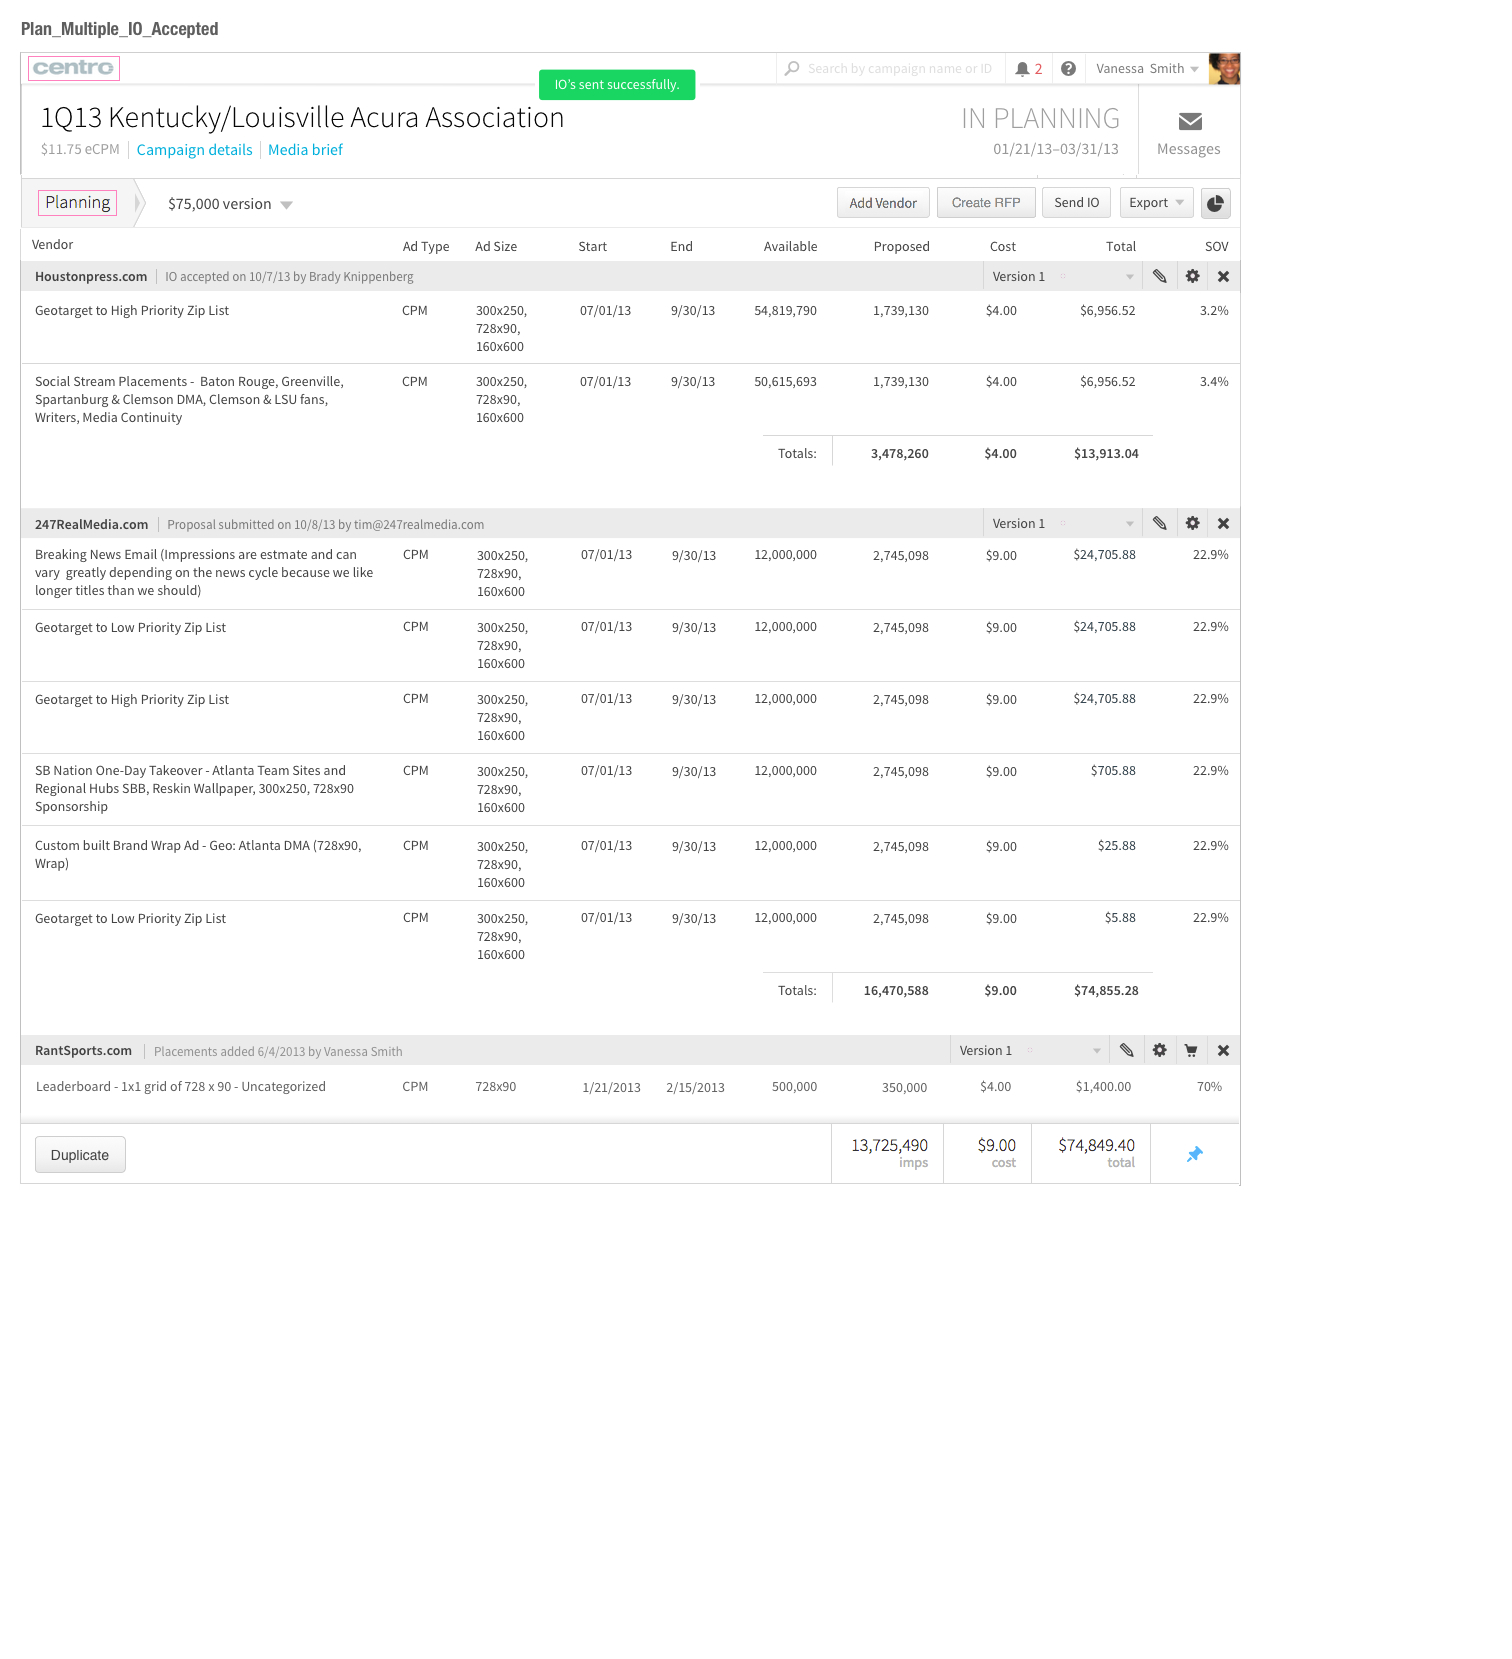 Plan_Multiple_IO_Accepted
centro
IO's sent successfully.
Search by campaign name or ID
2
Vanessa Smith
1Q13 Kentucky/Louisville Acura Association
IN PLANNING
$11.75 eCPM
Campaign details
Media brief
01/21/13–03/31/13
Messages
Planning
$75,000 version
Add Vendor
Create RFP
Send IO
Export
Vendor Ad Type Ad Size Start End Available Proposed Cost Total SOV
Houstonpress.com IO accepted on 10/7/13 by Brady Knippenberg Version 1
Geotarget to High Priority Zip List CPM 300x250, 07/01/13 9/30/13 54,819,790 1,739,130 $4.00 $6,956.52 3.2%
728x90,
160x600
Social Stream Placements - Baton Rouge, Greenville, CPM 300x250, 07/01/13 9/30/13 50,615,693 1,739,130 $4.00 $6,956.52 3.4%
Spartanburg & Clemson DMA, Clemson & LSU fans, 728x90,
Writers, Media Continuity 160x600
Totals: 3,478,260 $4.00 $13,913.04
247RealMedia.com Proposal submitted on 10/8/13 by tim@247realmedia.com Version 1
Breaking News Email (Impressions are estmate and can CPM 300x250, 07/01/13 9/30/13 12,000,000 2,745,098 $9.00 $24,705.88 22.9%
vary greatly depending on the news cycle because we like 728x90,
longer titles than we should) 160x600
Geotarget to Low Priority Zip List CPM 300x250, 07/01/13 9/30/13 12,000,000 2,745,098 $9.00 $24,705.88 22.9%
728x90,
160x600
Geotarget to High Priority Zip List CPM 300x250, 07/01/13 9/30/13 12,000,000 2,745,098 $9.00 $24,705.88 22.9%
728x90,
160x600
SB Nation One-Day Takeover - Atlanta Team Sites and CPM 300x250, 07/01/13 9/30/13 12,000,000 2,745,098 $9.00 $705.88 22.9%
Regional Hubs SBB, Reskin Wallpaper, 300x250, 728x90 728x90,
Sponsorship 160x600
Custom built Brand Wrap Ad - Geo: Atlanta DMA (728x90, CPM 300x250, 07/01/13 9/30/13 12,000,000 2,745,098 $9.00 $25.88 22.9%
Wrap) 728x90,
160x600
Geotarget to Low Priority Zip List CPM 300x250, 07/01/13 9/30/13 12,000,000 2,745,098 $9.00 $5.88 22.9%
728x90,
160x600
Totals: 16,470,588 $9.00 $74,855.28
RantSports.com Placements added 6/4/2013 by Vanessa Smith Version 1
Leaderboard - 1x1 grid of 728 x 90 - Uncategorized CPM 728x90 1/21/2013 2/15/2013 500,000 350,000 $4.00 $1,400.00 70%
Duplicate
13,725,490 $9.00 $74,849.40
imps cost total